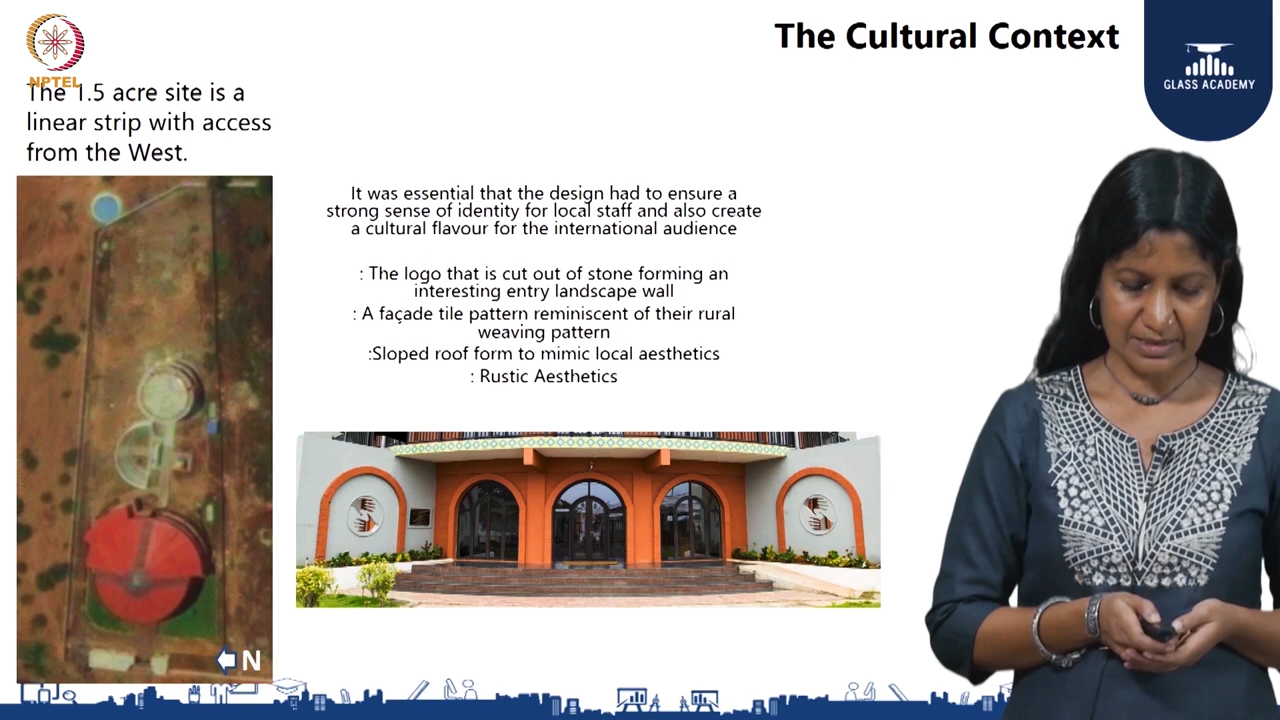 The Cultural Context
NPTEL
GLASS ACADEMY
The 1.5 acre site is a
linear strip with access
from the West.
It was essential that the design had to ensure a
strong sense of identity for local staff and also create
a cultural flavour for the international audience
: The logo that is cut out of stone forming an
interesting entry landscape wall
: A façade tile pattern reminiscent of their rural
weaving pattern
:Sloped roof form to mimic local aesthetics
: Rustic Aesthetics
N